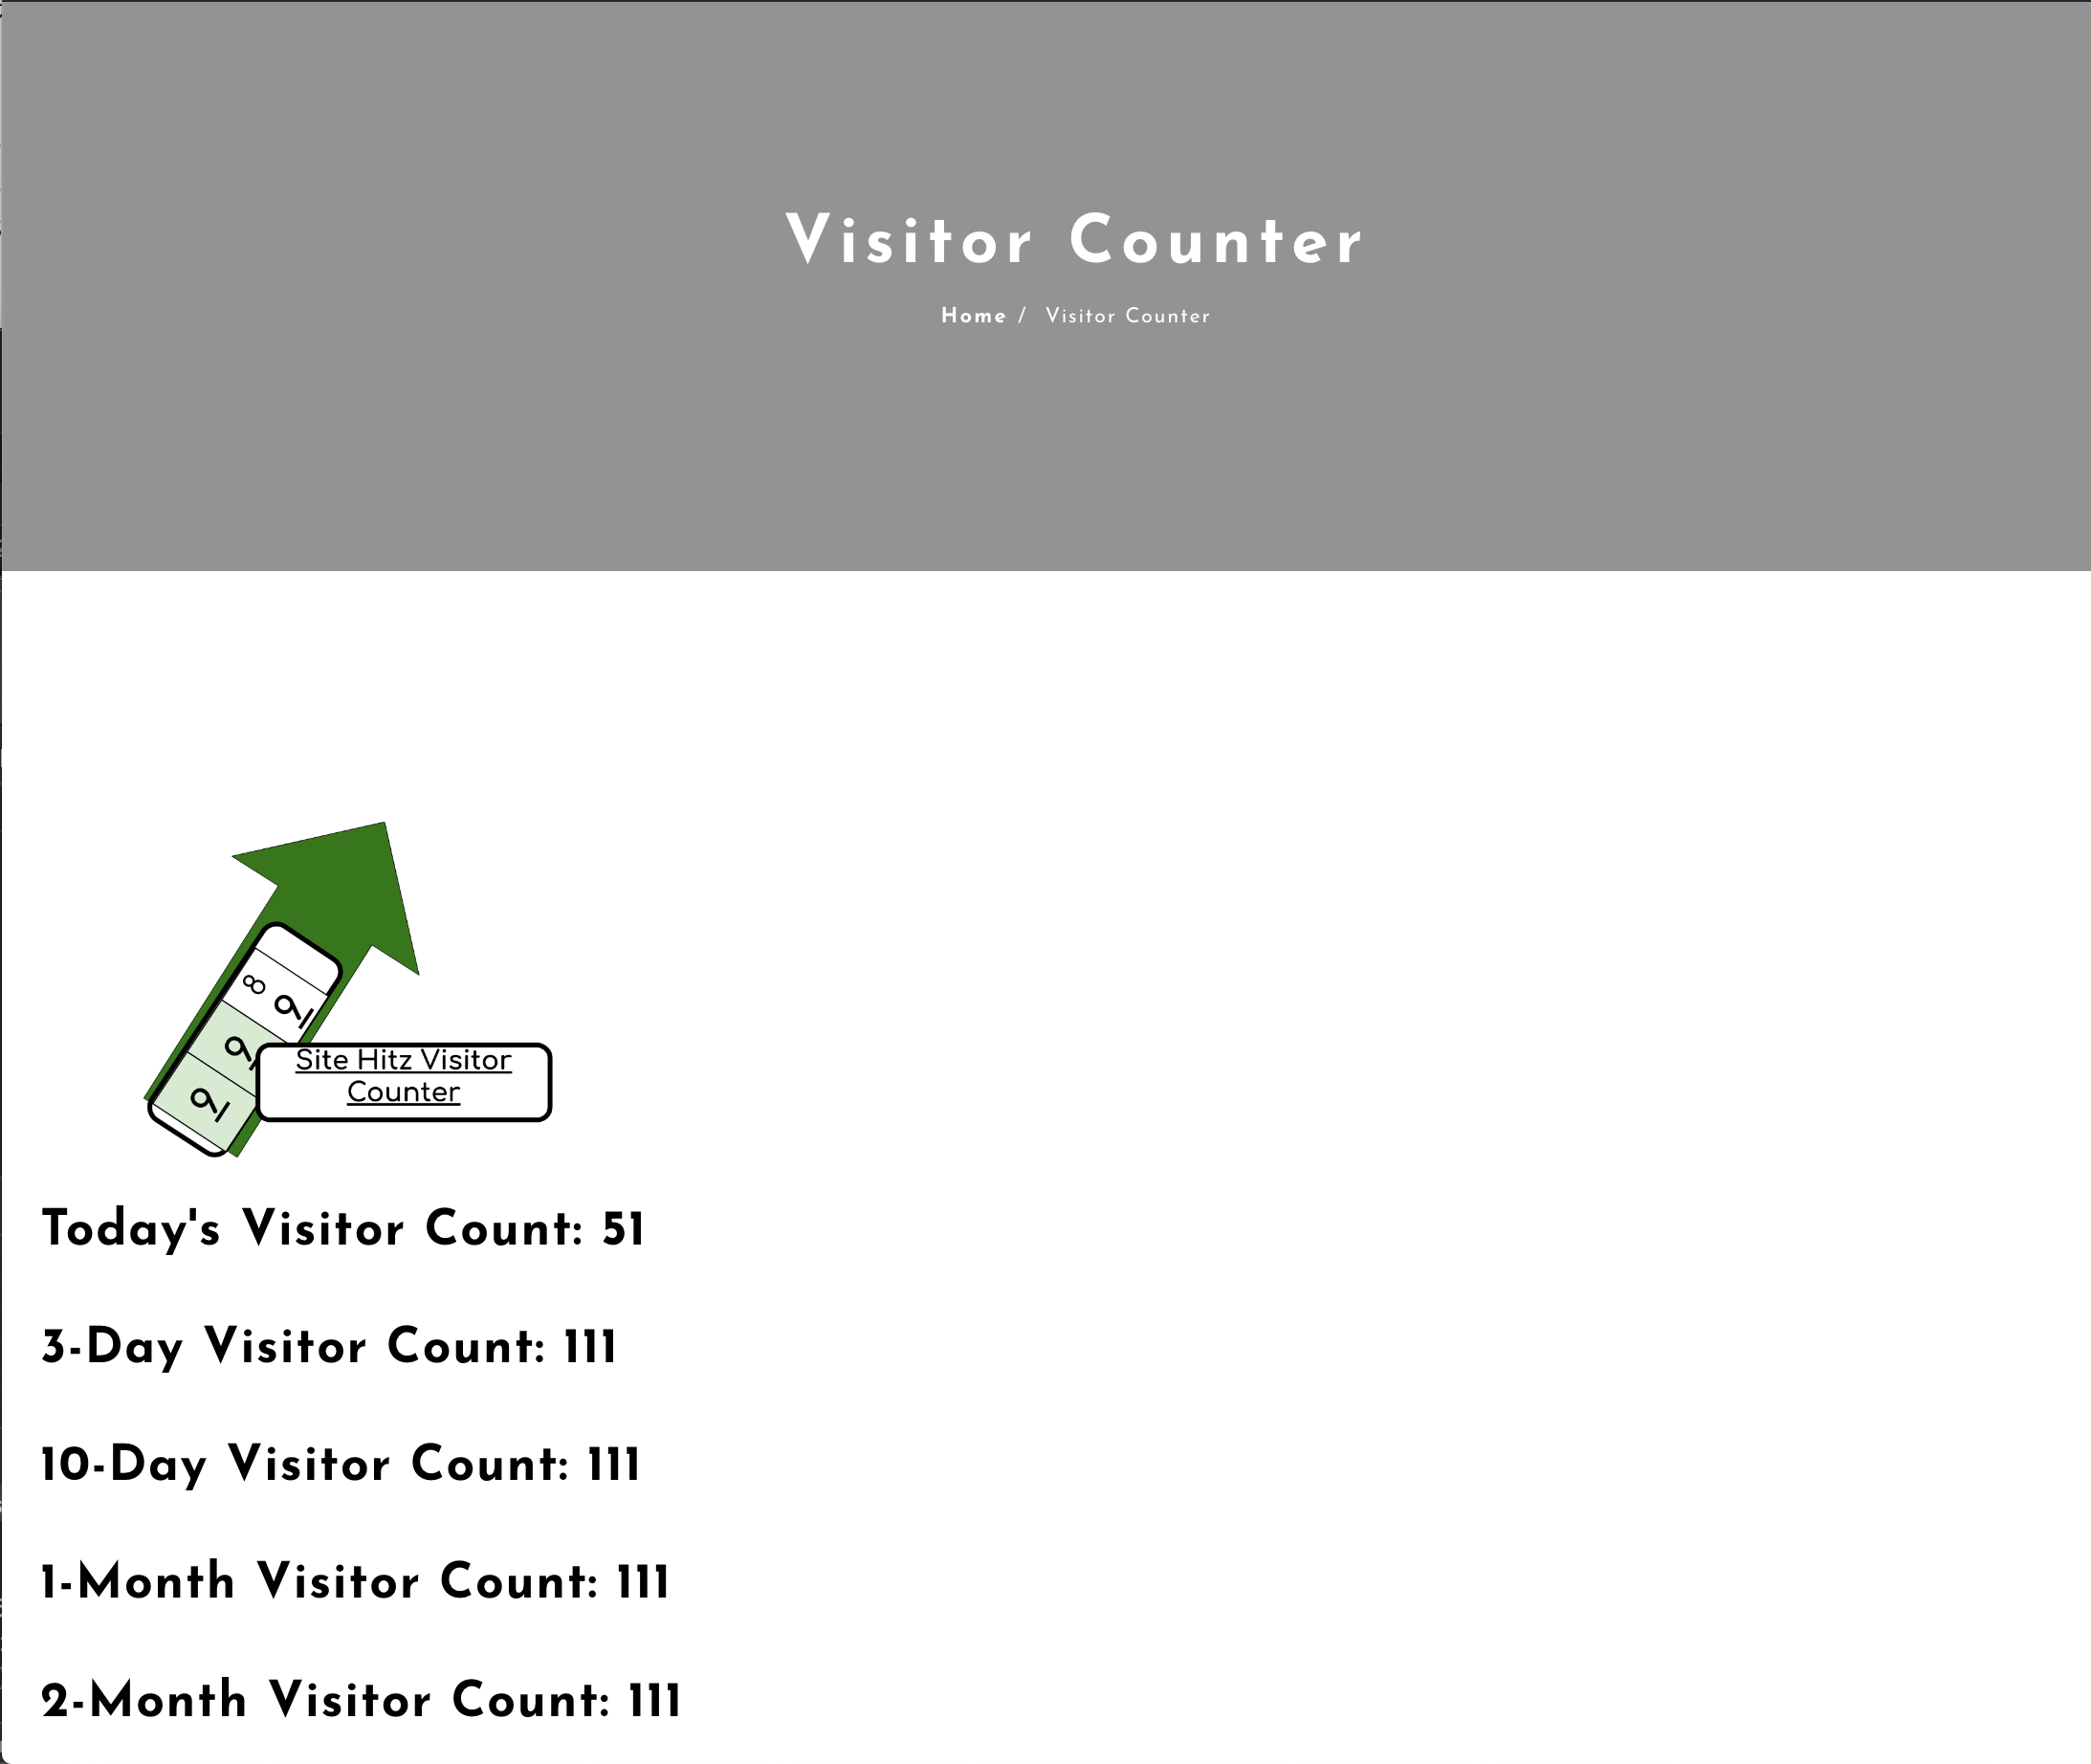 Visitor Counter
Home / Visitor Counter
8
9
9
9
Site Hitz Visitor
Counter
Today's Visitor Count: 51
3-Day Visitor Count: 111
10-Day Visitor Count: 111
1-Month Visitor Count: 111
2-Month Visitor Count: 111